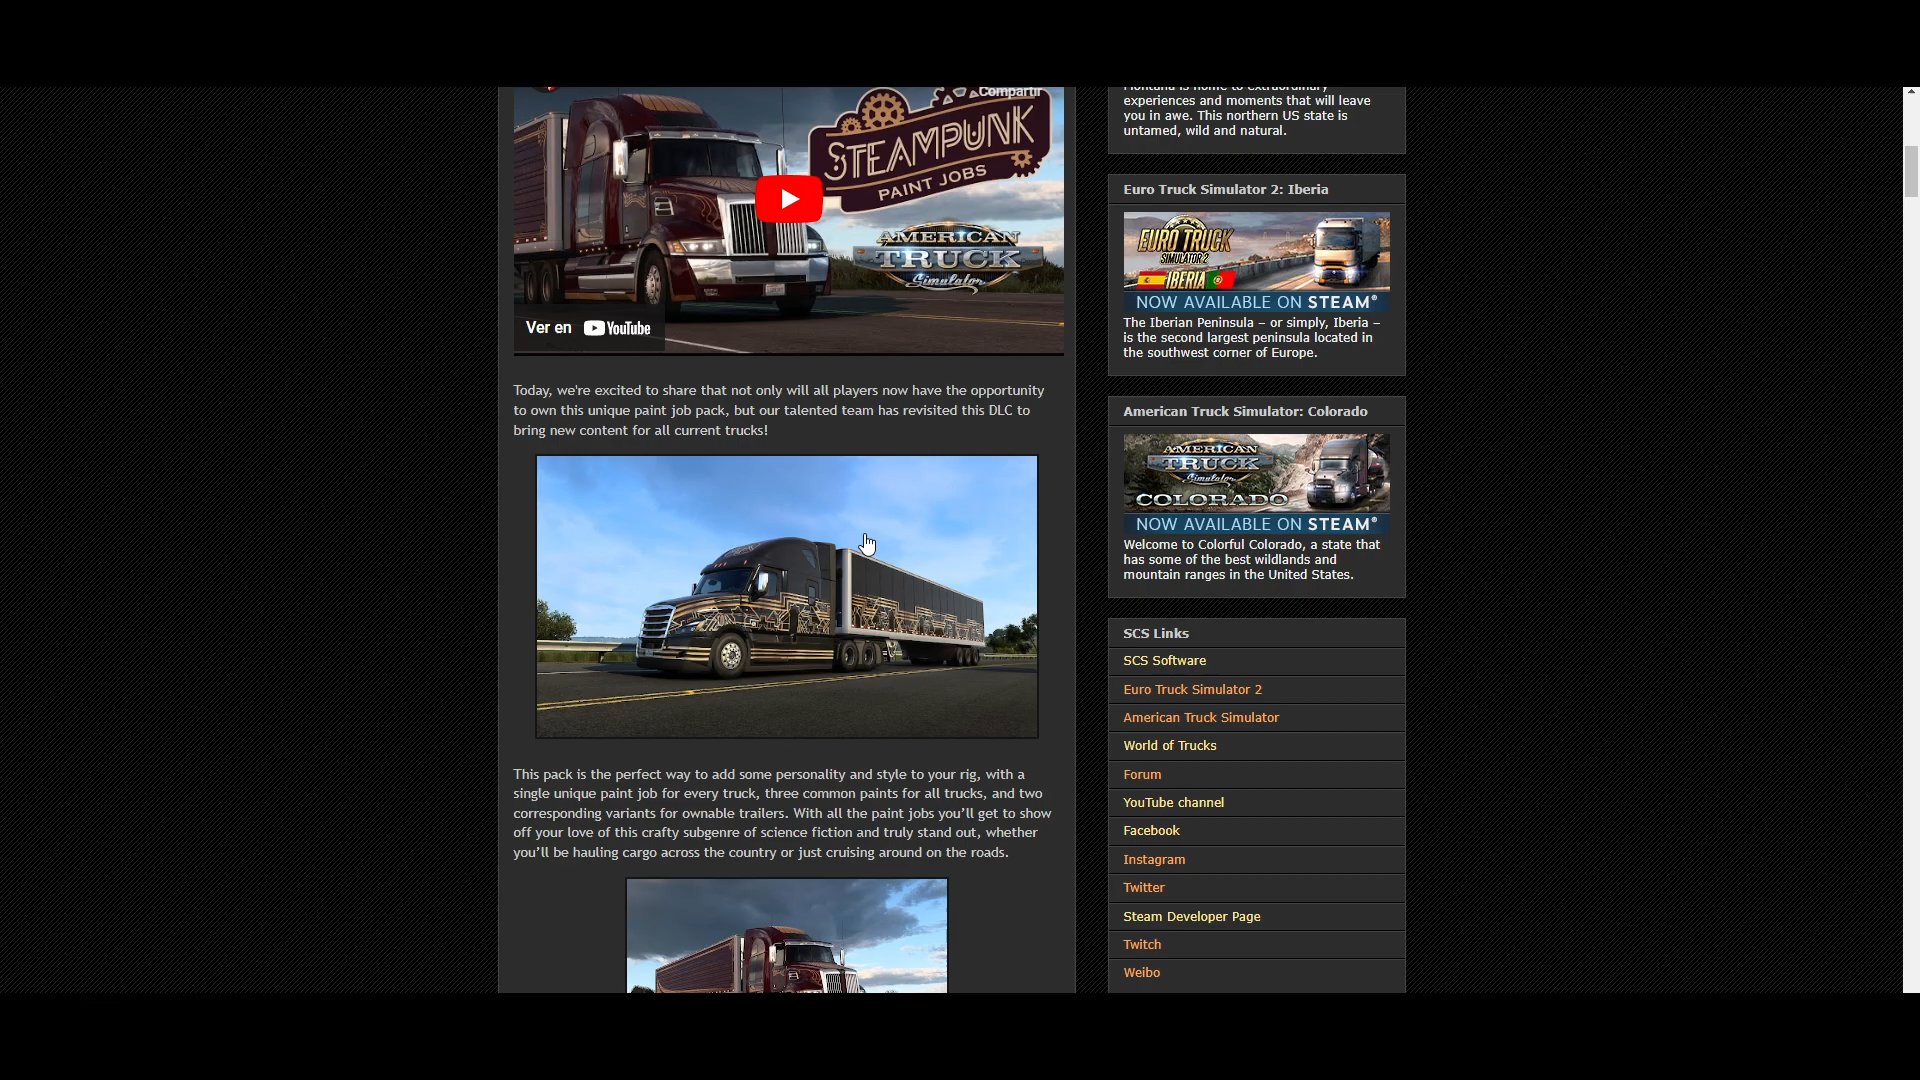 Compartir
STEAMPUNK
PAINT JOBS
AMERICAN
TRUCK
Simulator
Ver en YouTube
Today, we're excited to share that not only will all players now have the opportunity
to own this unique paint job pack, but our talented team has revisited this DLC to
bring new content for all current trucks!
This pack is the perfect way to add some personality and style to your rig, with a
single unique paint job for every truck, three common paints for all trucks, and two
corresponding variants for ownable trailers. With all the paint jobs you’ll get to show
off your love of this crafty subgenre of science fiction and truly stand out, whether
you’ll be hauling cargo across the country or just cruising around on the roads.
Montana is home to extraordinary
experiences and moments that will leave
you in awe. This northern US state is
untamed, wild and natural.
Euro Truck Simulator 2: Iberia
EURO TRUCK
SIMULATOR 2
IBERIA
NOW AVAILABLE ON STEAM®
The Iberian Peninsula – or simply, Iberia –
is the second largest peninsula located in
the southwest corner of Europe.
American Truck Simulator: Colorado
AMERICAN
TRUCK
Simulator
COLORADO
NOW AVAILABLE ON STEAM®
Welcome to Colorful Colorado, a state that
has some of the best wildlands and
mountain ranges in the United States.
SCS Links
SCS Software
Euro Truck Simulator 2
American Truck Simulator
World of Trucks
Forum
YouTube channel
Facebook
Instagram
Twitter
Steam Developer Page
Twitch
Weibo